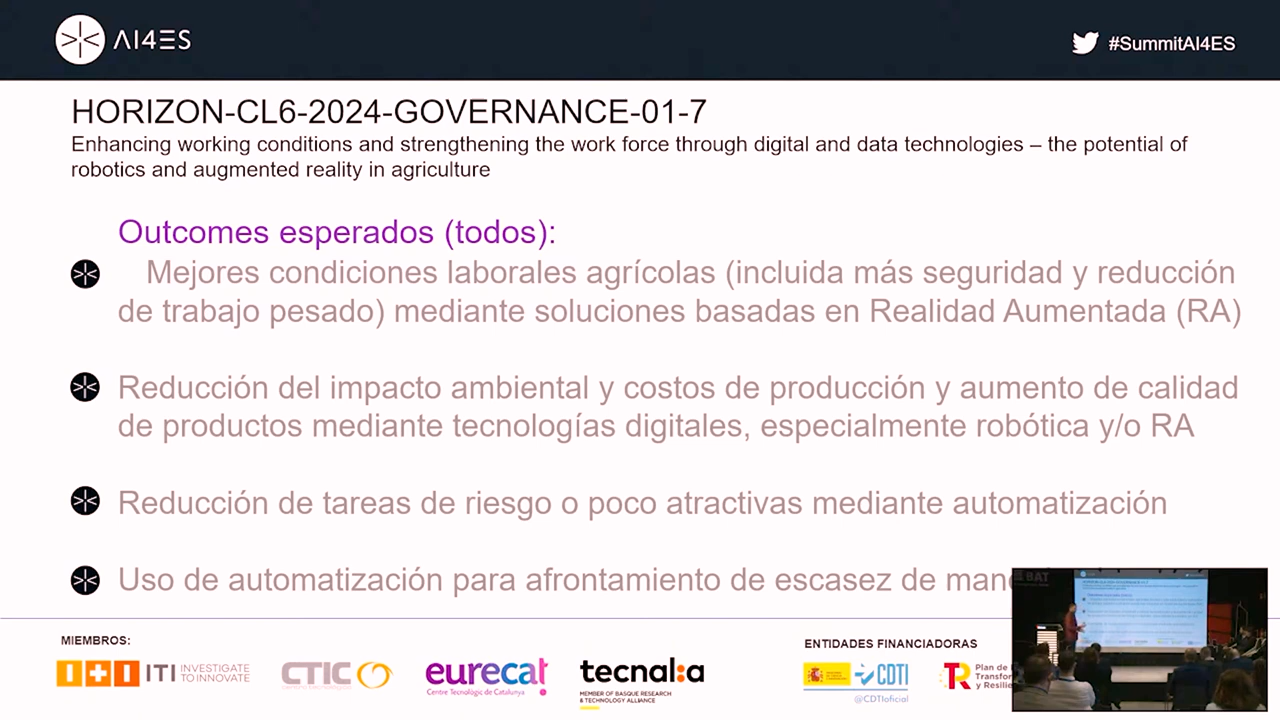 AI4ES
#SummitAI4ES
HORIZON-CL6-2024-GOVERNANCE-01-7
Enhancing working conditions and strengthening the work force through digital and data technologies – the potential of
robotics and augmented reality in agriculture
Outcomes esperados (todos):
Mejores condiciones laborales agrícolas (incluida más seguridad y reducción
de trabajo pesado) mediante soluciones basadas en Realidad Aumentada (RA)
Reducción del impacto ambiental y costos de producción y aumento de calidad
de productos mediante tecnologías digitales, especialmente robótica y/o RA
Reducción de tareas de riesgo o poco atractivas mediante automatización
Uso de automatización para afrontamiento de escasez de
MIEMBROS:
ENTIDADES FINANCIADORAS
ITI INVESTIGATE
TO INNOVATE
CTIC
eurecat
Centre Tecnològic de Catalunya
tecnalia
MEMBER OF BASQUE RESEARCH
& TECHNOLOGY ALLIANCE
CDTI
@CDTIoficial
Plan de